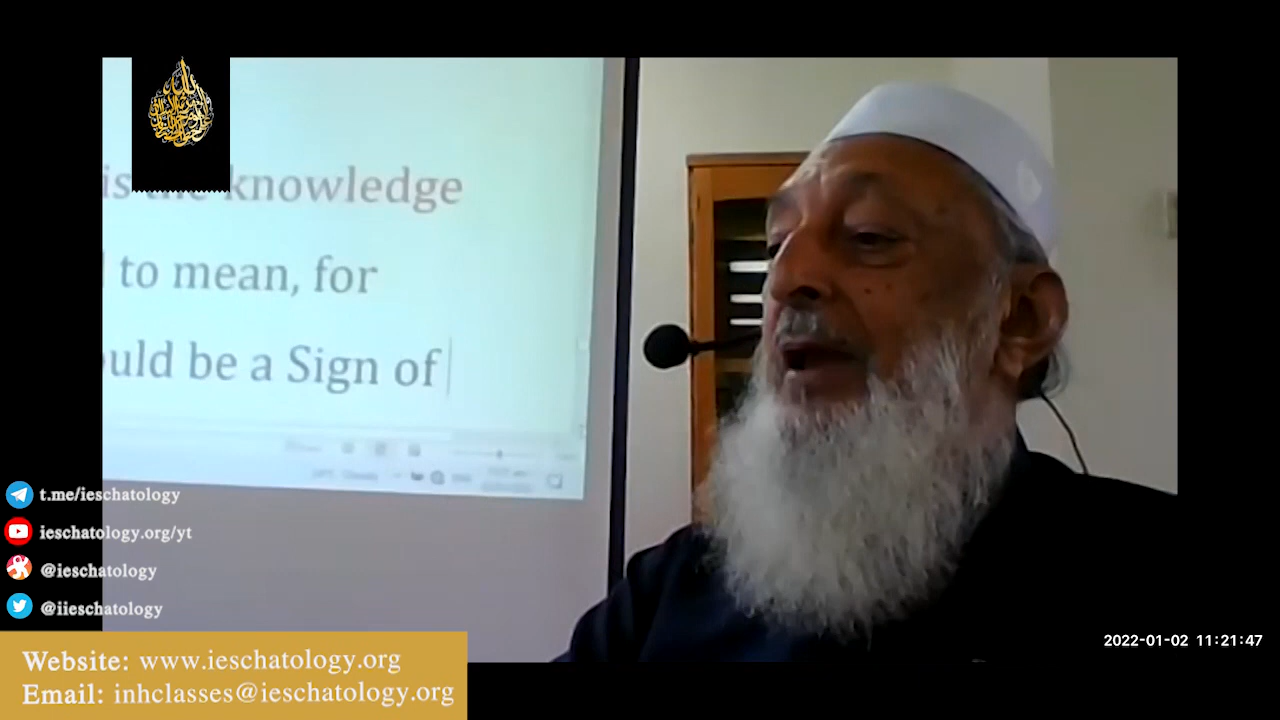 is the knowledge
to mean, for
uld be a Sign of
t.me/ieschatology
ieschatology.org/yt
@ieschatology
@iieschatology
Website: www.ieschatology.org
Email: inhclasses@ieschatology.org
2022-01-02 11:21:47